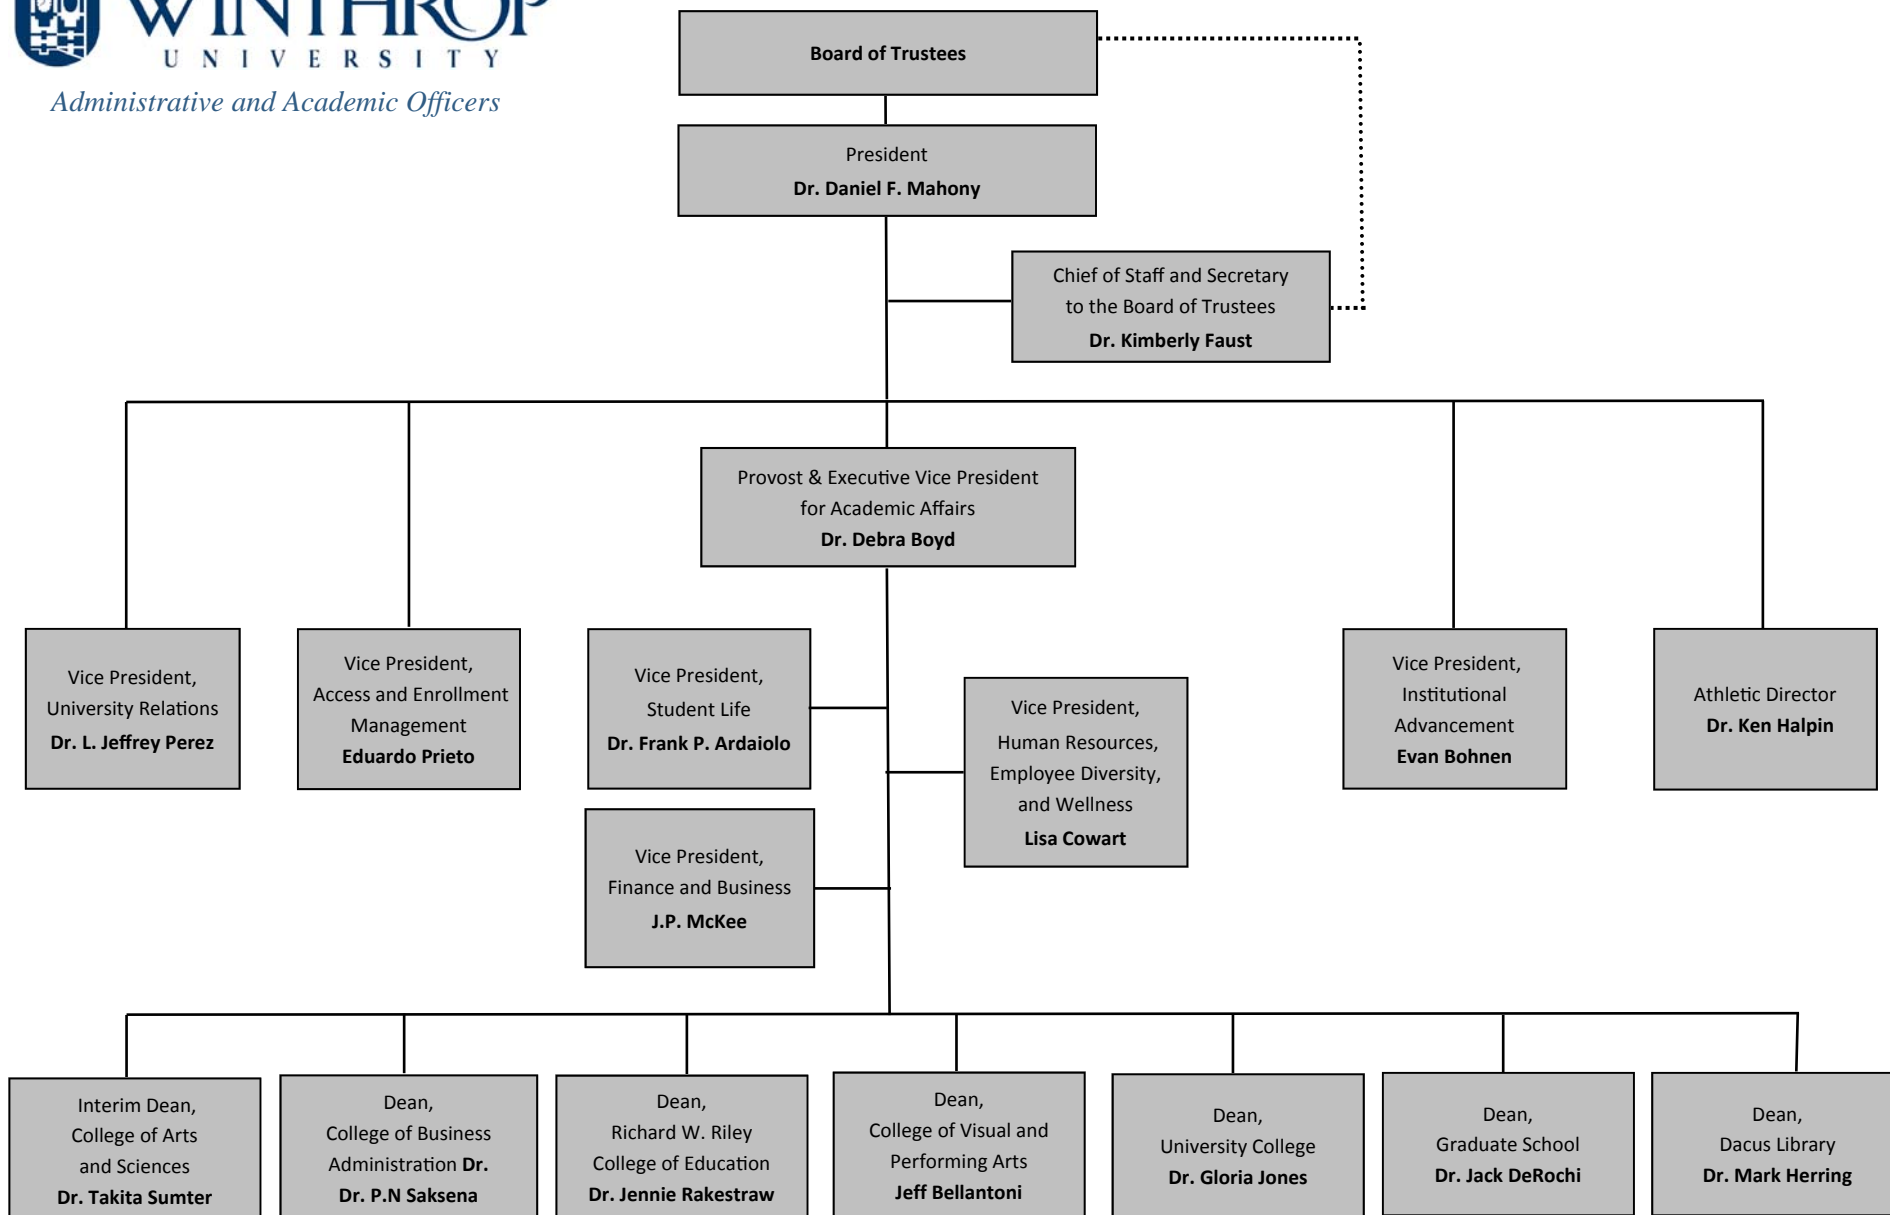 WINTHROP
UNIVERSITY
Administrative and Academic Officers
Board of Trustees
President
Dr. Daniel F. Mahony
Chief of Staff and Secretary
to the Board of Trustees
Dr. Kimberly Faust
Provost & Executive Vice President
for Academic Affairs
Dr. Debra Boyd
Vice President,
University Relations
Dr. L. Jeffrey Perez
Vice President,
Access and Enrollment
Management
Eduardo Prieto
Vice President,
Student Life
Dr. Frank P. Ardaiolo
Vice President,
Human Resources,
Employee Diversity,
and Wellness
Lisa Cowart
Vice President,
Institutional
Advancement
Evan Bohnen
Athletic Director
Dr. Ken Halpin
Vice President,
Finance and Business
J.P. McKee
Interim Dean,
College of Arts
and Sciences
Dr. Takita Sumter
Dean,
College of Business
Administration Dr.
Dr. P.N Saksena
Dean,
Richard W. Riley
College of Education
Dr. Jennie Rakestraw
Dean,
College of Visual and
Performing Arts
Jeff Bellantoni
Dean,
University College
Dr. Gloria Jones
Dean,
Graduate School
Dr. Jack DeRochi
Dean,
Dacus Library
Dr. Mark Herring